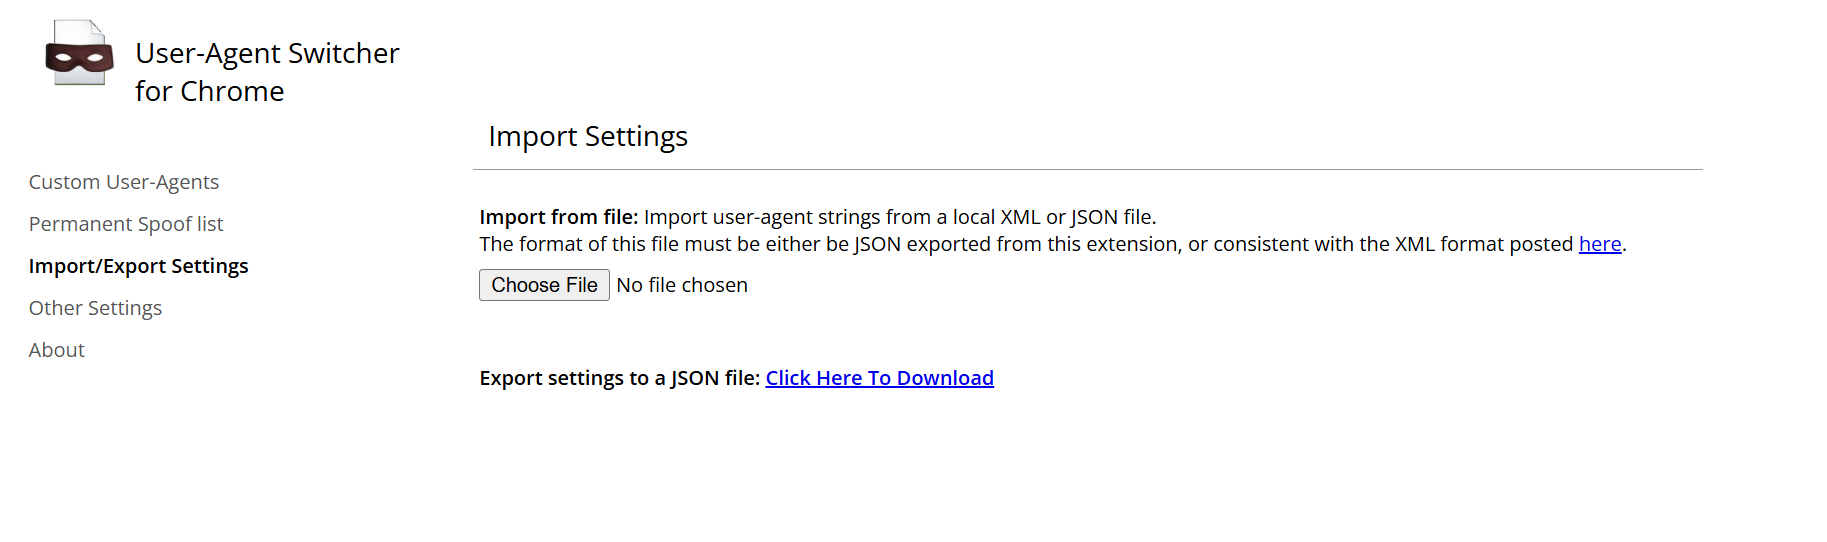 User-Agent Switcher
for Chrome
Custom User-Agents
Permanent Spoof list
Import/Export Settings
Other Settings
About
Import Settings
Import from file: Import user-agent strings from a local XML or JSON file.
The format of this file must be either be JSON exported from this extension, or consistent with the XML format posted here.
Choose File No file chosen
Export settings to a JSON file: Click Here To Download